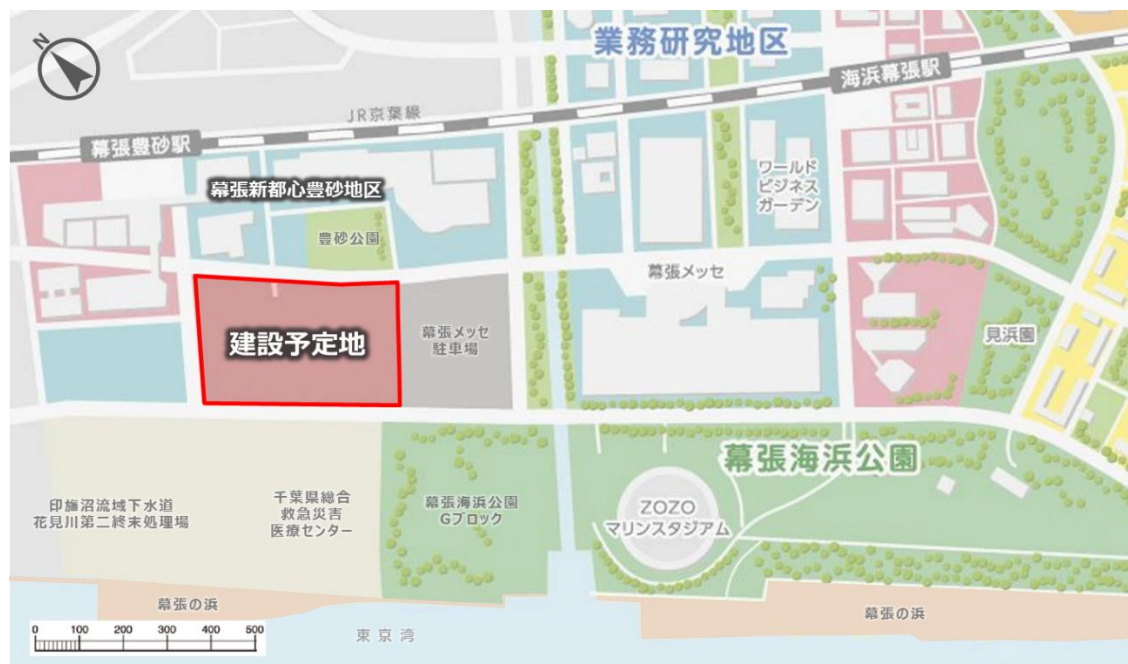 N
業務研究地区
海浜幕張駅
JR京葉線
幕張豊砂駅
ワールド
ビジネス
ガーデン
幕張新都心豊砂地区
豊砂公園
幕張メッセ
建設予定地
幕張メッセ
駐車場
見浜園
幕張海浜公園
印旛沼流域下水道
花見川第二終末処理場
千葉県総合
救急災害
医療センター
幕張海浜公園
Gブロック
ZOZO
マリンスタジアム
幕張の浜
幕張の浜
東京湾
0 100 200 300 400 500